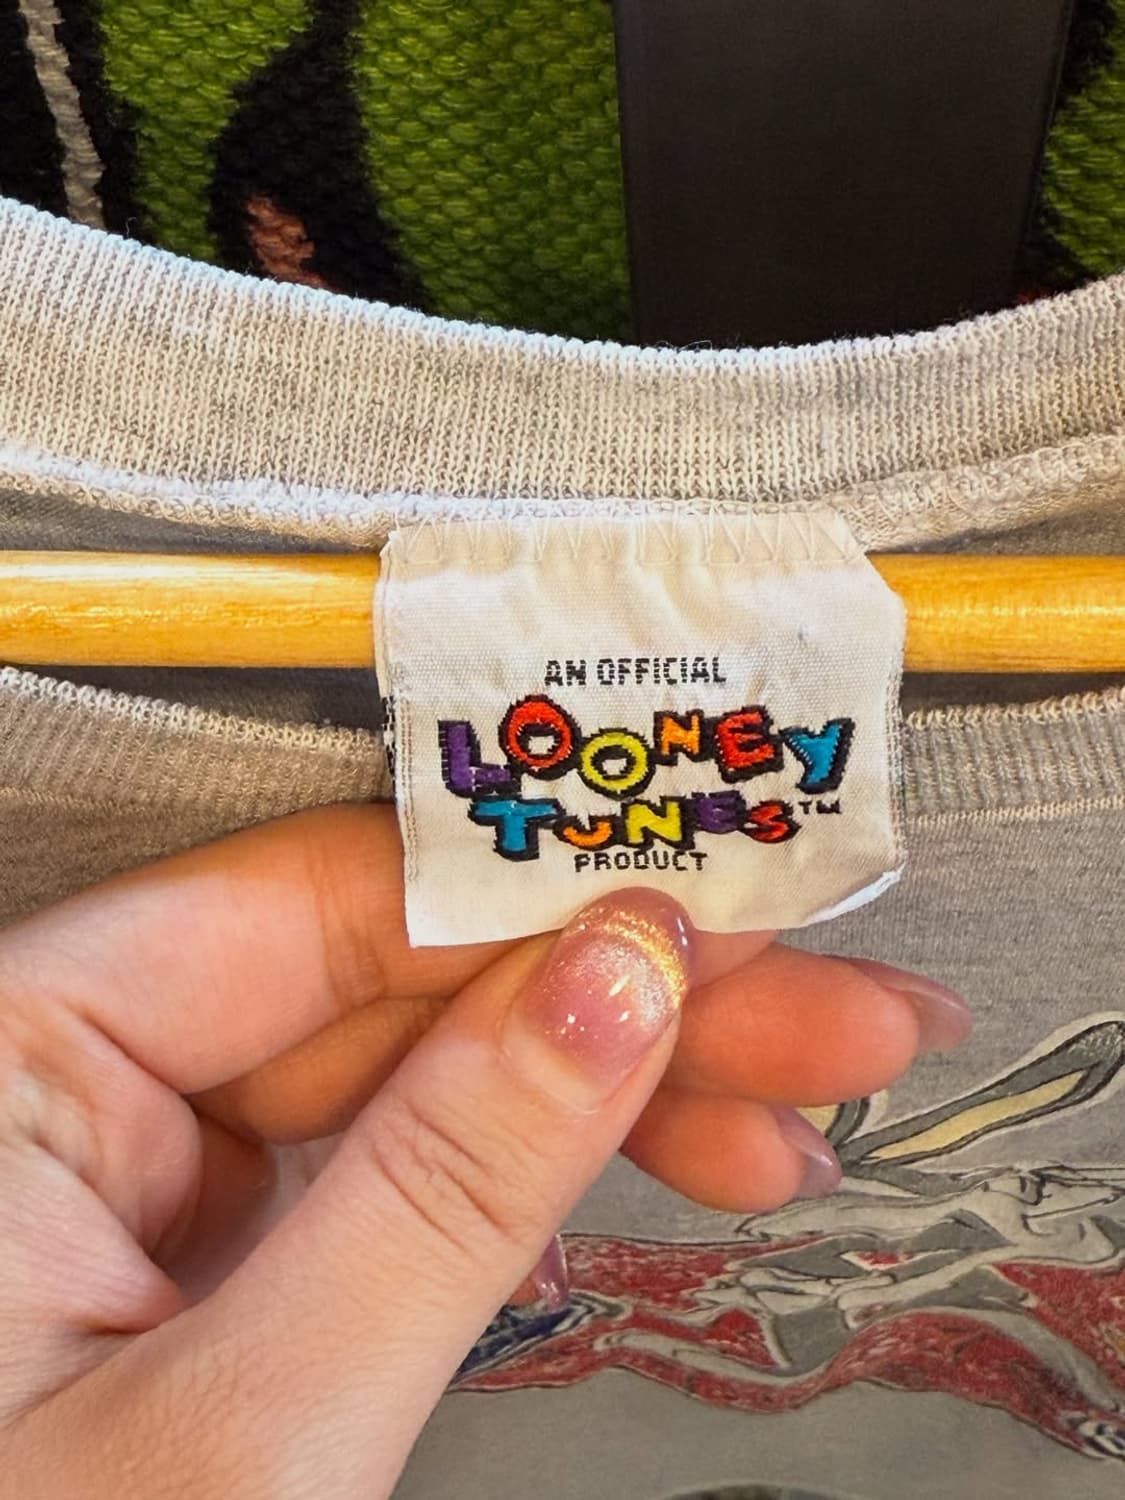 AN OFFICIAL
LOONEY
TUNES™
PRODUCT